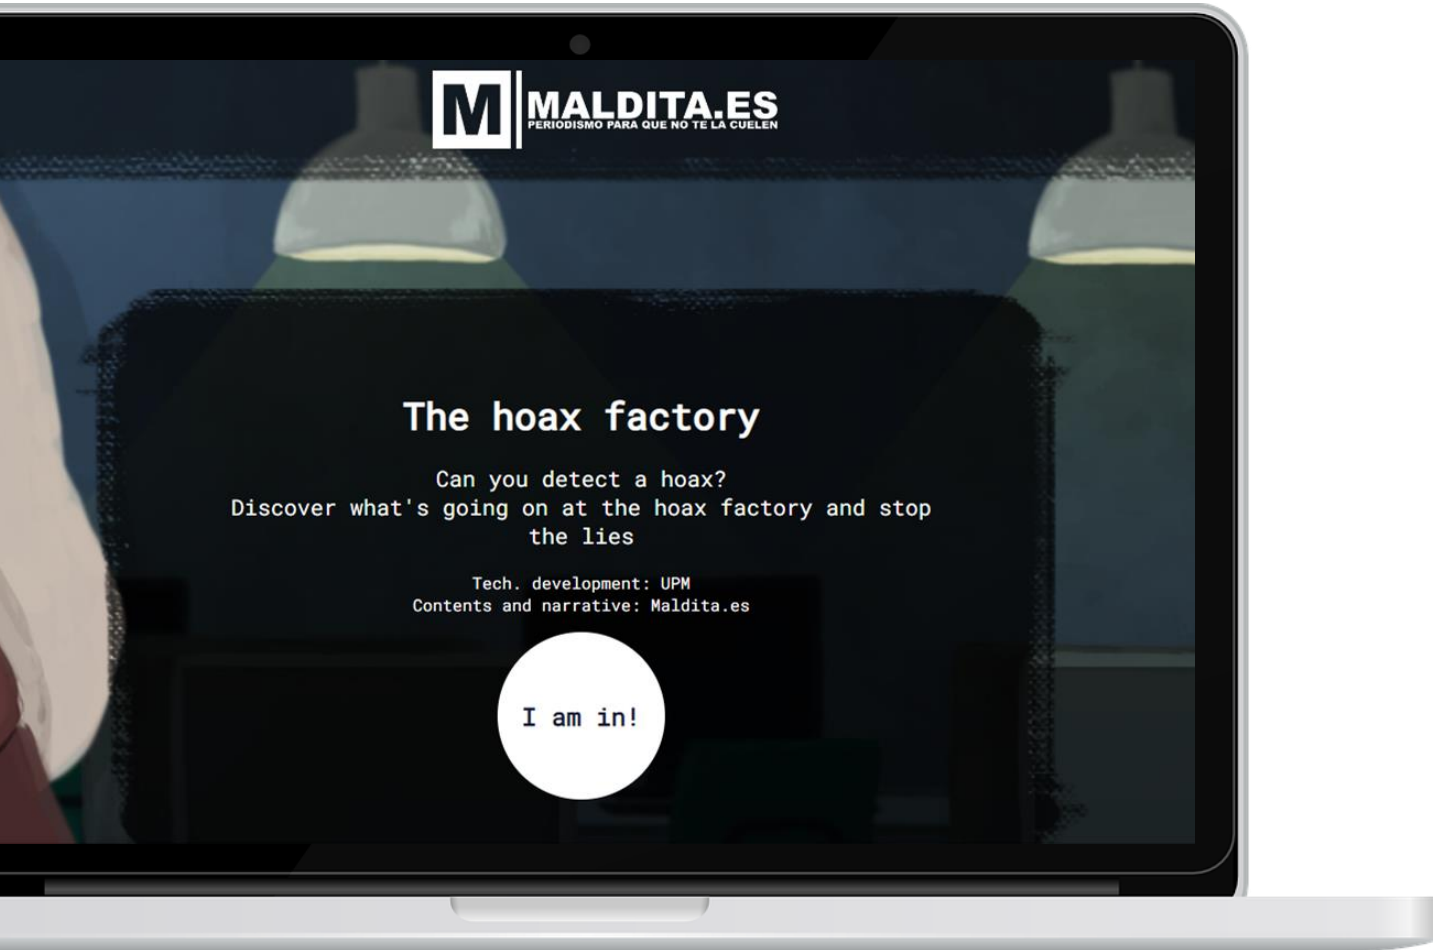 M MALDITA.ES
PERIODISMO PARA QUE NO TE LA CUELEN
The hoax factory
Can you detect a hoax?
Discover what's going on at the hoax factory and stop
the lies
Tech. development: UPM
Contents and narrative: Maldita.es
I am in!